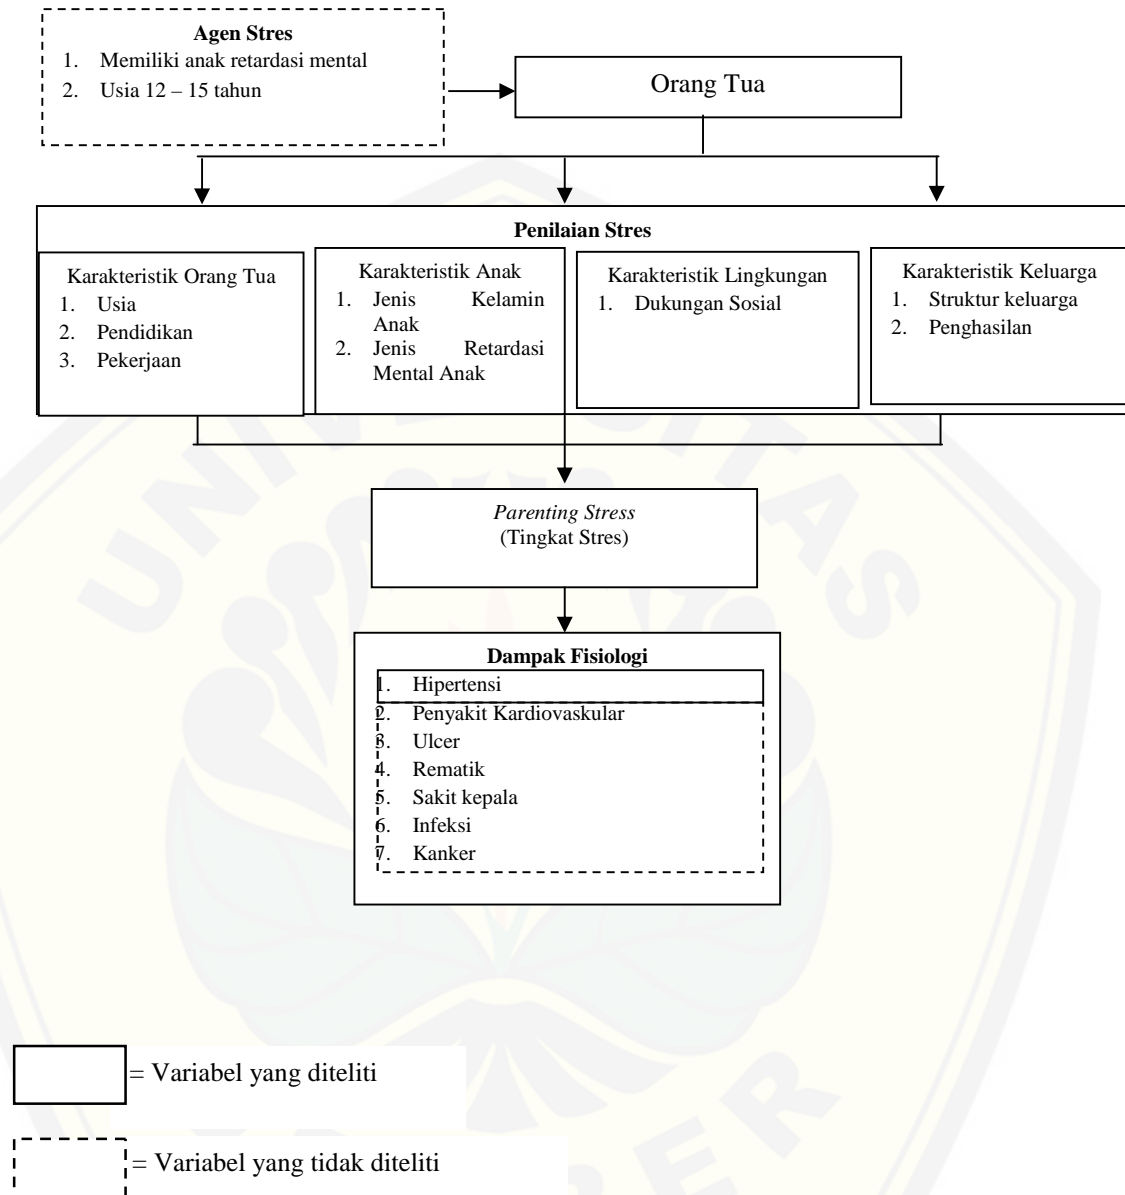 Agen Stres
1. Memiliki anak retardasi mental
2. Usia 12 – 15 tahun
Orang Tua
Penilaian Stres
Karakteristik Orang Tua
1. Usia
2. Pendidikan
3. Pekerjaan
Karakteristik Anak
1. Jenis Kelamin
Anak
2. Jenis Retardasi
Mental Anak
Karakteristik Lingkungan
1. Dukungan Sosial
Karakteristik Keluarga
1. Struktur keluarga
2. Penghasilan
Parenting Stress
(Tingkat Stres)
Dampak Fisiologi
1. Hipertensi
2. Penyakit Kardiovaskular
3. Ulcer
4. Rematik
5. Sakit kepala
6. Infeksi
7. Kanker
= Variabel yang diteliti
= Variabel yang tidak diteliti
UNIVERSITAS